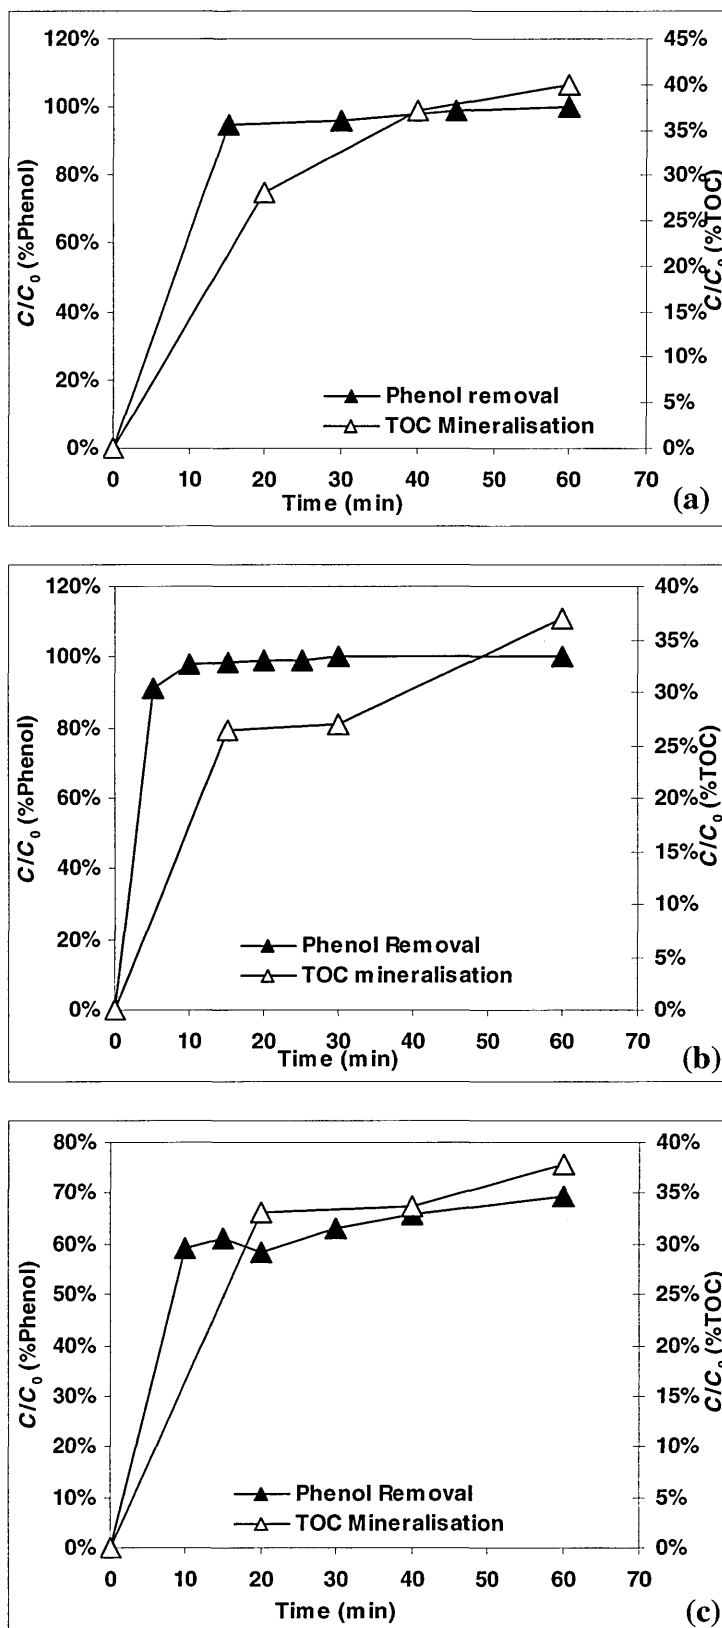 120%
100%
80%
60%
40%
20%
0%
C/C0 (%Phenol)
45%
40%
35%
30%
25%
20%
15%
10%
5%
0%
C/C0 (%TOC)
Phenol removal
TOC Mineralisation
0 10 20 30 40 50 60 70
Time (min)
(a)
120%
100%
80%
60%
40%
20%
0%
C/C0 (%Phenol)
40%
35%
30%
25%
20%
15%
10%
5%
0%
C/C0 (%TOC)
Phenol Removal
TOC mineralisation
0 10 20 30 40 50 60 70
Time (min)
(b)
80%
70%
60%
50%
40%
30%
20%
10%
0%
C/C0 (%Phenol)
40%
35%
30%
25%
20%
15%
10%
5%
0%
C/C0 (%TOC)
Phenol Removal
TOC Mineralisation
0 10 20 30 40 50 60 70
Time (min)
(c)